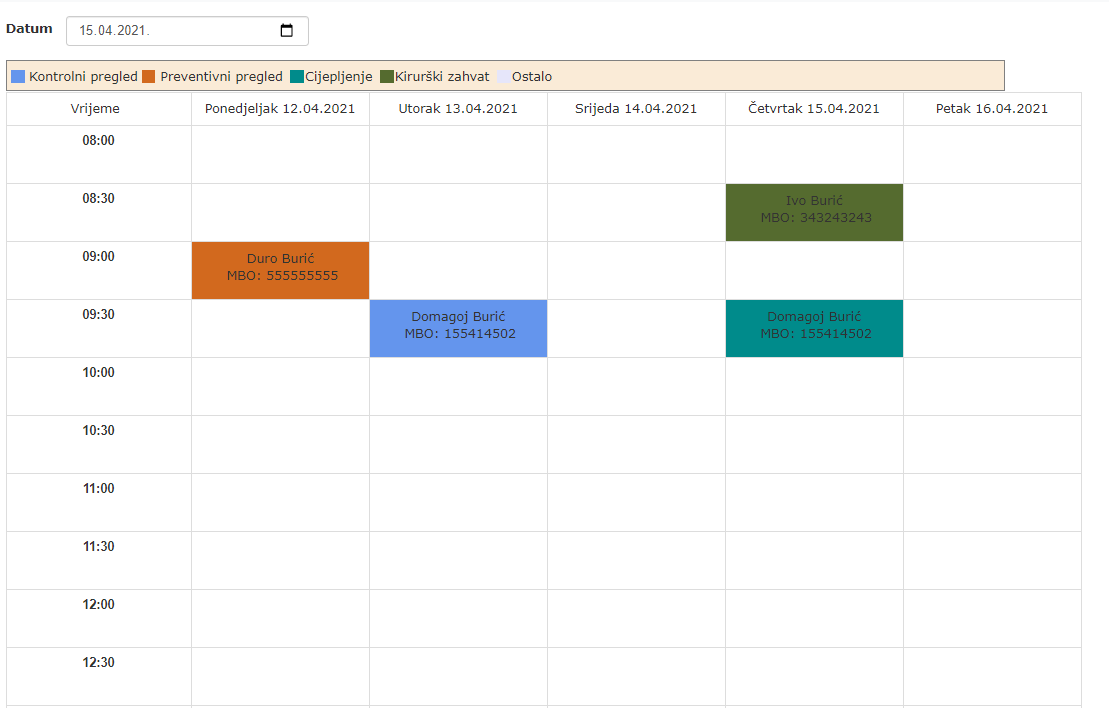 Datum 15.04.2021.
Kontrolni pregled Preventivni pregled Cijepljenje Kirurški zahvat Ostalo
Vrijeme Ponedjeljak 12.04.2021 Utorak 13.04.2021 Srijeda 14.04.2021 Četvrtak 15.04.2021 Petak 16.04.2021
08:00
08:30
Ivo Burić
MBO: 343243243
09:00
Duro Burić
MBO: 555555555
09:30
Domagoj Burić
MBO: 155414502
Domagoj Burić
MBO: 155414502
10:00
10:30
11:00
11:30
12:00
12:30